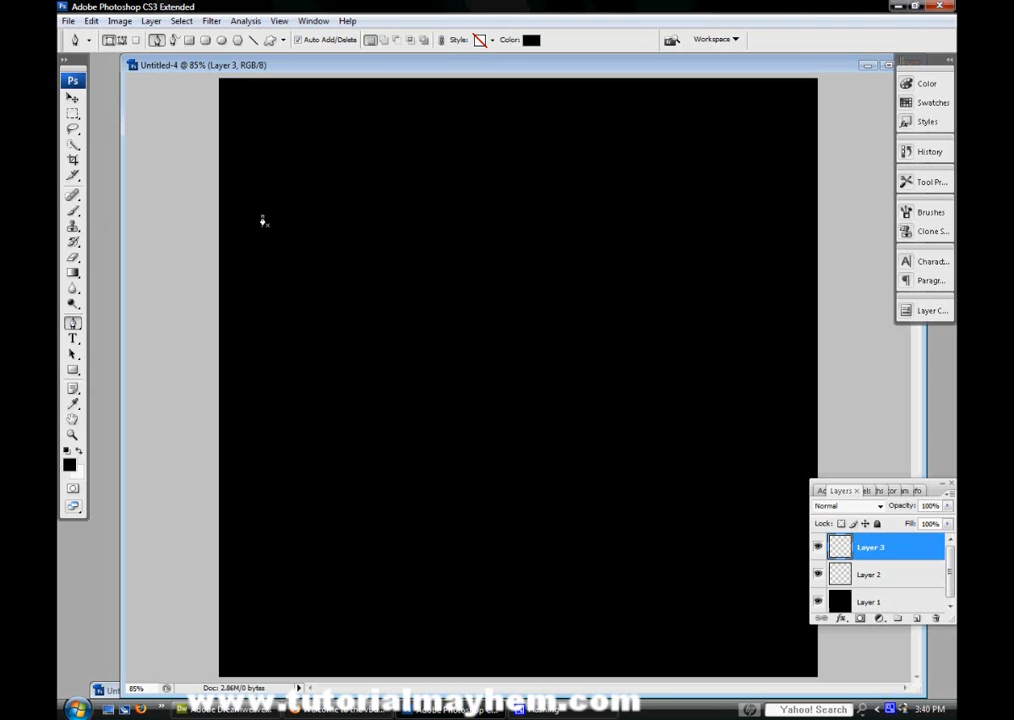 Adobe Photoshop CS3 Extended
File Edit Image Layer Select Filter Analysis View Window Help
Auto Add/Delete Style: Color: Workspace
Untitled-4 @ 85% (Layer 3, RGB/8)
Ps
Color
Swatches
Styles
History
Tool Pr...
Brushes
Clone S...
Charact...
Paragr...
Layer C...
Layers
Normal Opacity: 100%
Lock: Fill: 100%
Layer 3
Layer 2
Layer 1
85% Doc: 2.86M/0 bytes
www.tutorialmayhem.com
Yahoo! Search 3:40 PM